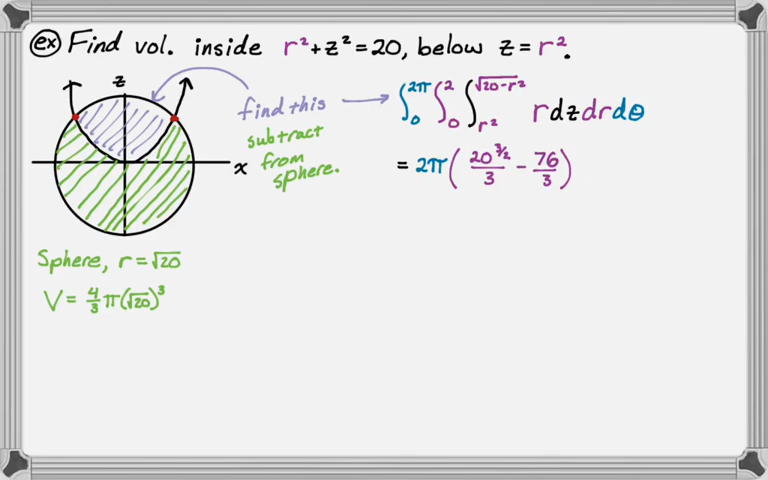 ex Find vol. inside r² + z² = 20, below z = r².
z
x
find this
subtract
from
sphere.
∫₀^2π ∫₀^2 ∫_r²^√(20-r²) r dz dr dθ
= 2π( 20^3/2 / 3 - 76/3 )
Sphere, r = √20
V = 4/3 π(√20)³